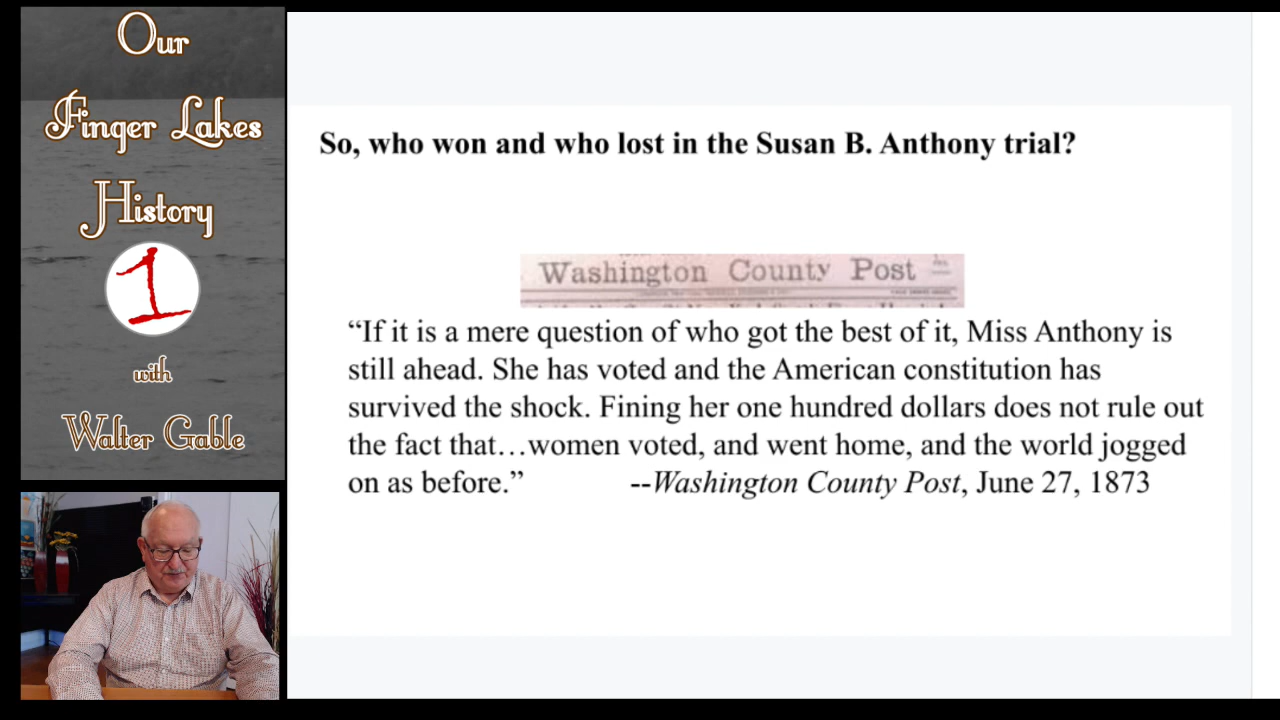 Our
Finger Lakes
History
1
with
Walter Gable
So, who won and who lost in the Susan B. Anthony trial?
Washington County Post
“If it is a mere question of who got the best of it, Miss Anthony is
still ahead. She has voted and the American constitution has
survived the shock. Fining her one hundred dollars does not rule out
the fact that…women voted, and went home, and the world jogged
on as before.” --Washington County Post, June 27, 1873